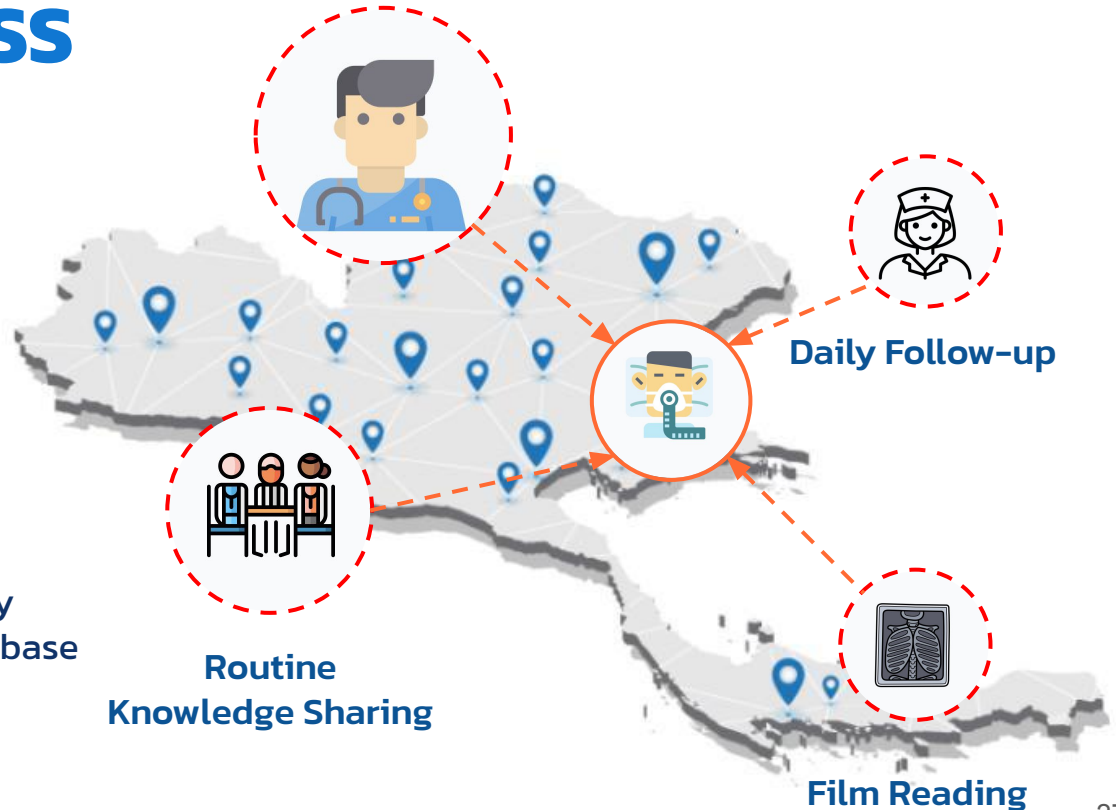 ss
Daily Follow-up
y
base
Routine
Knowledge Sharing
Film Reading